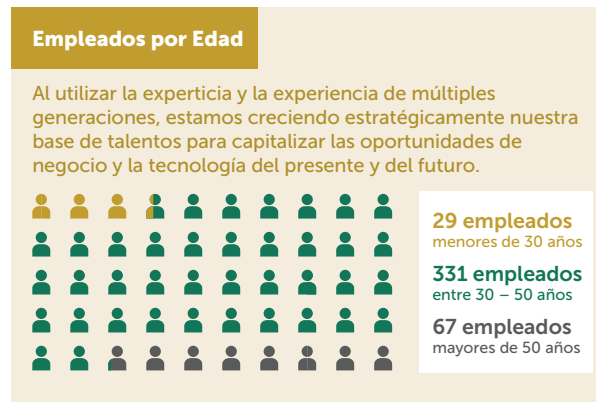 Empleados por Edad
Al utilizar la experticia y la experiencia de múltiples
generaciones, estamos creciendo estratégicamente nuestra
base de talentos para capitalizar las oportunidades de
negocio y la tecnología del presente y del futuro.
29 empleados
menores de 30 años
331 empleados
entre 30 – 50 años
67 empleados
mayores de 50 años